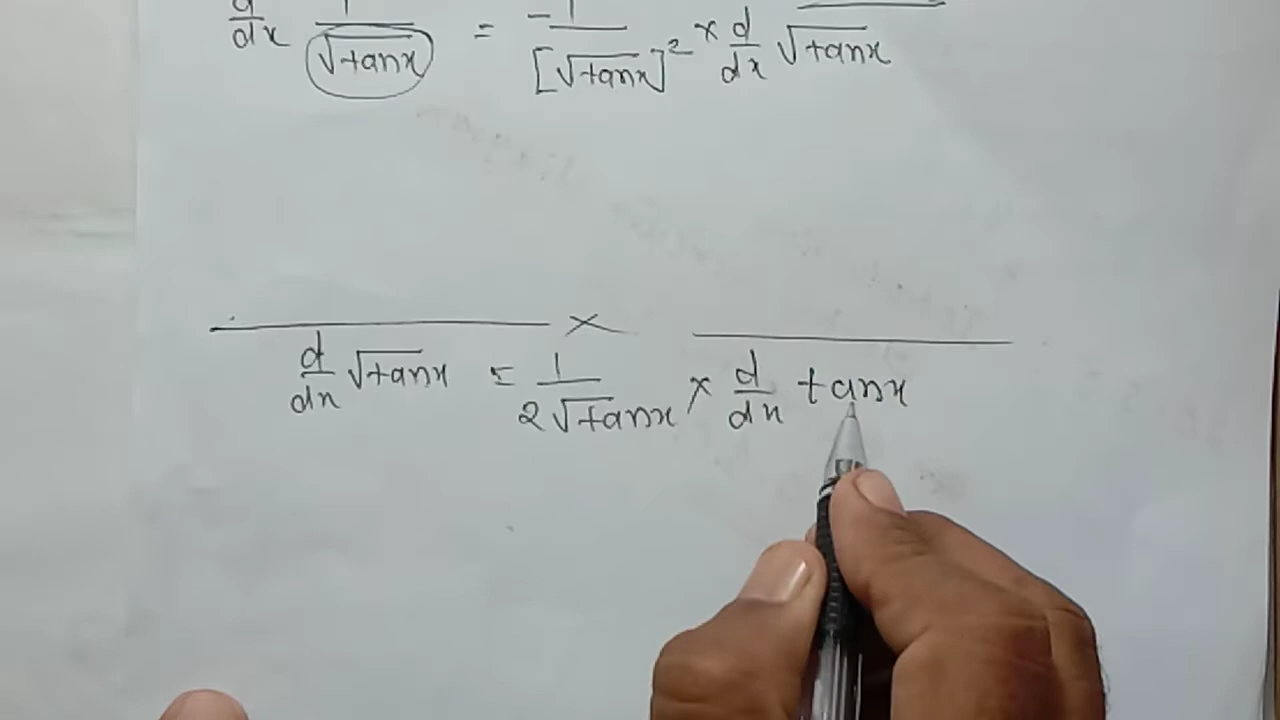 d/dx 1/√tanx = -1/[√tanx]² × d/dx √tanx
×
d/dx √tanx = 1/2√tanx × d/dx tanx